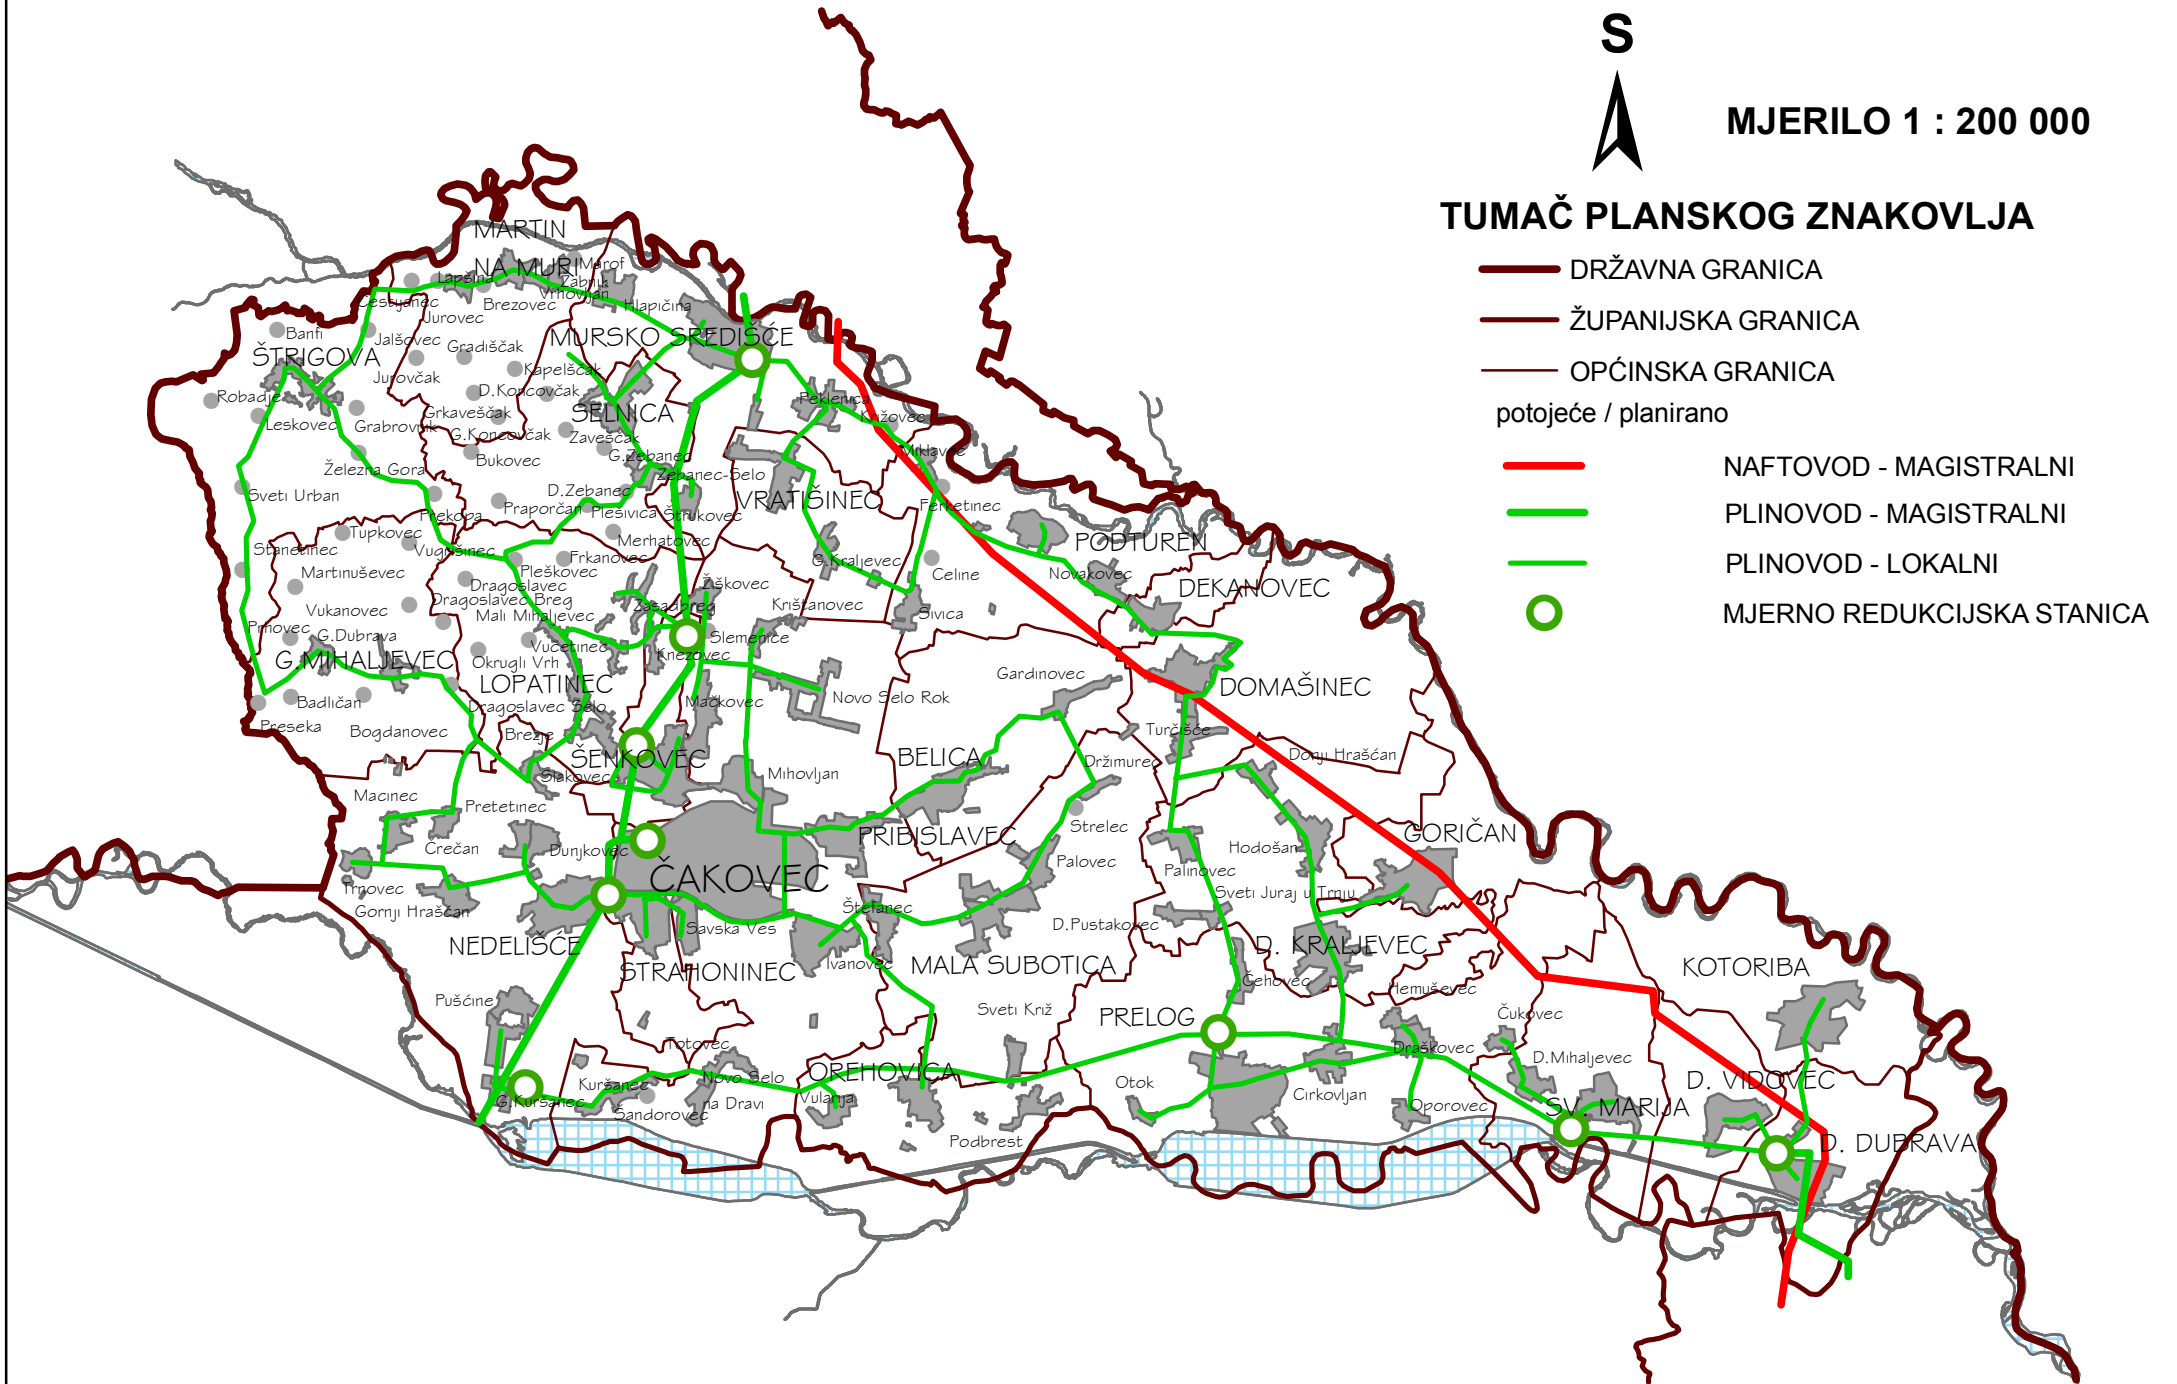 S
MJERILO 1 : 200 000
TUMAČ PLANSKOG ZNAKOVLJA
DRŽAVNA GRANICA
ŽUPANIJSKA GRANICA
OPĆINSKA GRANICA
potojeće / planirano
NAFTOVOD - MAGISTRALNI
PLINOVOD - MAGISTRALNI
PLINOVOD - LOKALNI
MJERNO REDUKCIJSKA STANICA
MARTIN
NA MURI
Marof
Lapšina
Žabnik
Vrhovljan
Čestijanec
Brezovec
Hlapičina
Jurovec
Banfi
Jalšovec
MURSKO SREDIŠĆE
ŠTRIGOVA
Gradiščak
Jurovčak
Kapelščak
Robadje
D.Koncovčak
Peklenica
Leskovec
Grabrovnik
Grkaveščak
SELNICA
Križovec
G.Koncovčak
Zaveščak
Železna Gora
Bukovec
G.Zebanec
Miklavec
Zebanec-Selo
Sveti Urban
D.Zebanec
VRATIŠINEC
Prekopa
Praporčan
Plešivica
Štrukovec
Ferketinec
Tupkovec
Merhatovec
PODTUREN
Stanetinec
Vugrišinec
Frkanovec
G.Kraljevec
Martinuševec
Pleškovec
Celine
Novakovec
Dragoslavec
Žiškovec
DEKANOVEC
Vukanovec
Dragoslavec Breg
Zasadbreg
Krištanovec
Mali Mihaljevec
Sivica
Prhovec
G.Dubrava
Slemenice
Vučetinec
Knezovec
G.MIHALJEVEC
Okrugli Vrh
LOPATINEC
Gardinovec
DOMAŠINEC
Badličan
Dragoslavec Selo
Mačkovec
Novo Selo Rok
Preseka
Bogdanovec
Brezje
Turčišće
ŠENKOVEC
BELICA
Donji Hrašćan
Slakovec
Mihovljan
Držimurec
Macinec
Pretetinec
Strelec
GORIČAN
PRIBISLAVEC
Črečan
Dunjkovec
Hodošan
Palovec
Palinovec
ČAKOVEC
Trnovec
Sveti Juraj u Trnju
Gornji Hrašćan
Štefanec
Savska Ves
D.Pustakovec
NEDELIŠĆE
D. KRALJEVEC
STRAHONINEC
Ivanovec
MALA SUBOTICA
KOTORIBA
Čehovec
Hemuševec
Pušćine
Sveti Križ
PRELOG
Čukovec
Totovec
Draškovec
D.Mihaljevec
OREHOVICA
Kuršanec
Novo Selo
na Dravi
Otok
D. VIDOVEC
G.Kuršanec
Vularija
Cirkovljan
Šandorovec
Oporovec
SV. MARIJA
Podbrest
D. DUBRAVA